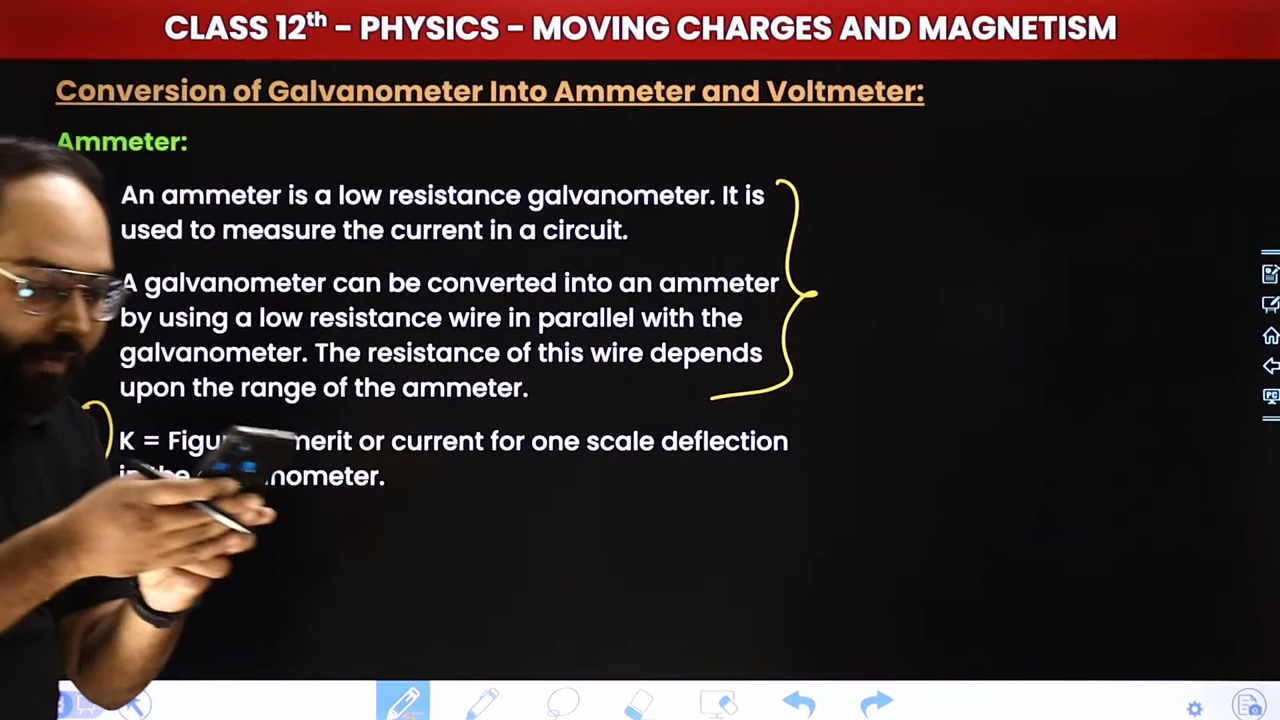 CLASS 12th - PHYSICS - MOVING CHARGES AND MAGNETISM
Conversion of Galvanometer Into Ammeter and Voltmeter:
Ammeter:
An ammeter is a low resistance galvanometer. It is
used to measure the current in a circuit.
A galvanometer can be converted into an ammeter
by using a low resistance wire in parallel with the
galvanometer. The resistance of this wire depends
upon the range of the ammeter.
K = or current for one scale deflection
PC